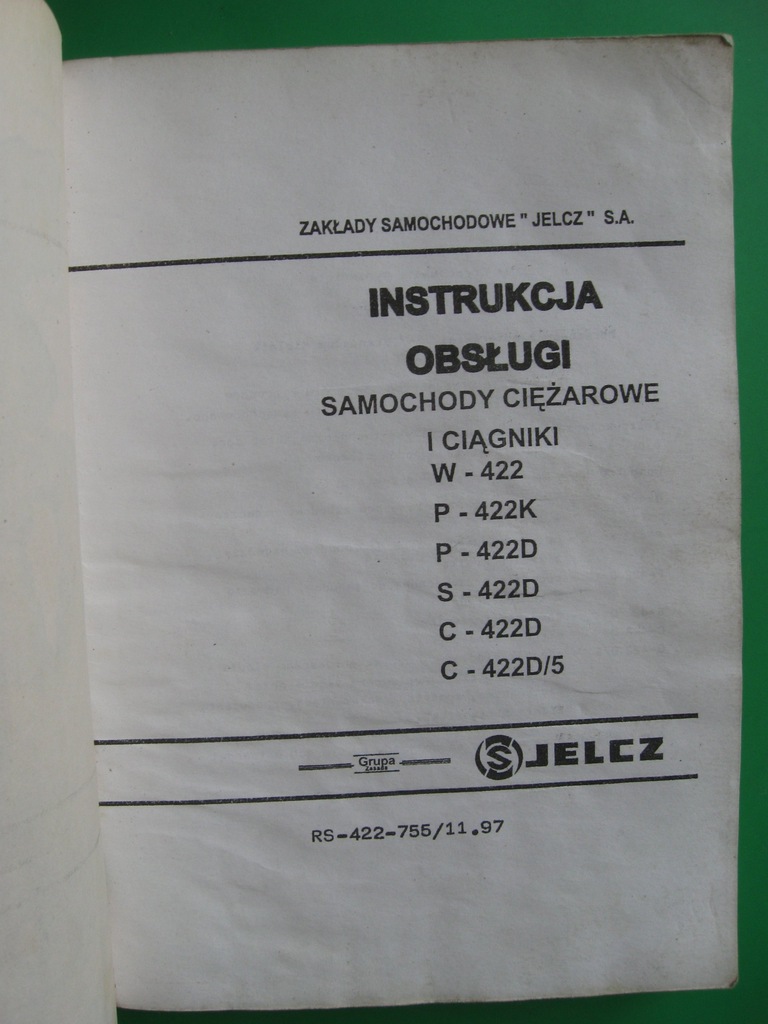 ZAKŁADY SAMOCHODOWE " JELCZ " S.A.
INSTRUKCJA
OBSŁUGI
SAMOCHODY CIĘŻAROWE
I CIĄGNIKI
W - 422
P - 422K
P - 422D
S - 422D
C - 422D
C - 422D/5
Grupa
Zasada
JELCZ
RS-422-755/11.97